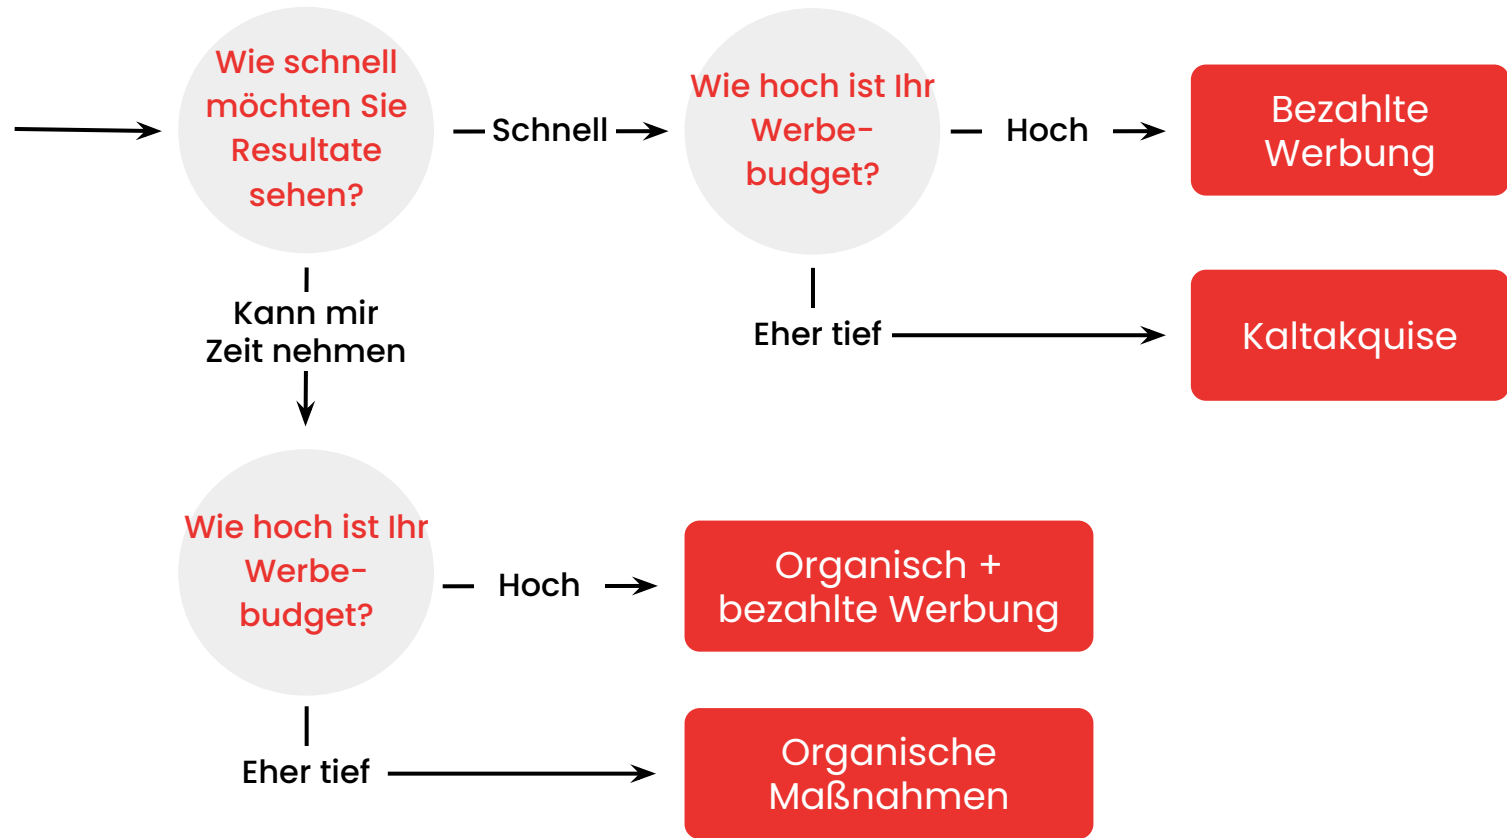 Wie schnell
möchten Sie
Resultate
sehen?
Schnell
Wie hoch ist Ihr
Werbe-
budget?
Hoch
Bezahlte
Werbung
Kann mir
Zeit nehmen
Eher tief
Kaltakquise
Wie hoch ist Ihr
Werbe-
budget?
Hoch
Organisch +
bezahlte Werbung
Eher tief
Organische
Maßnahmen